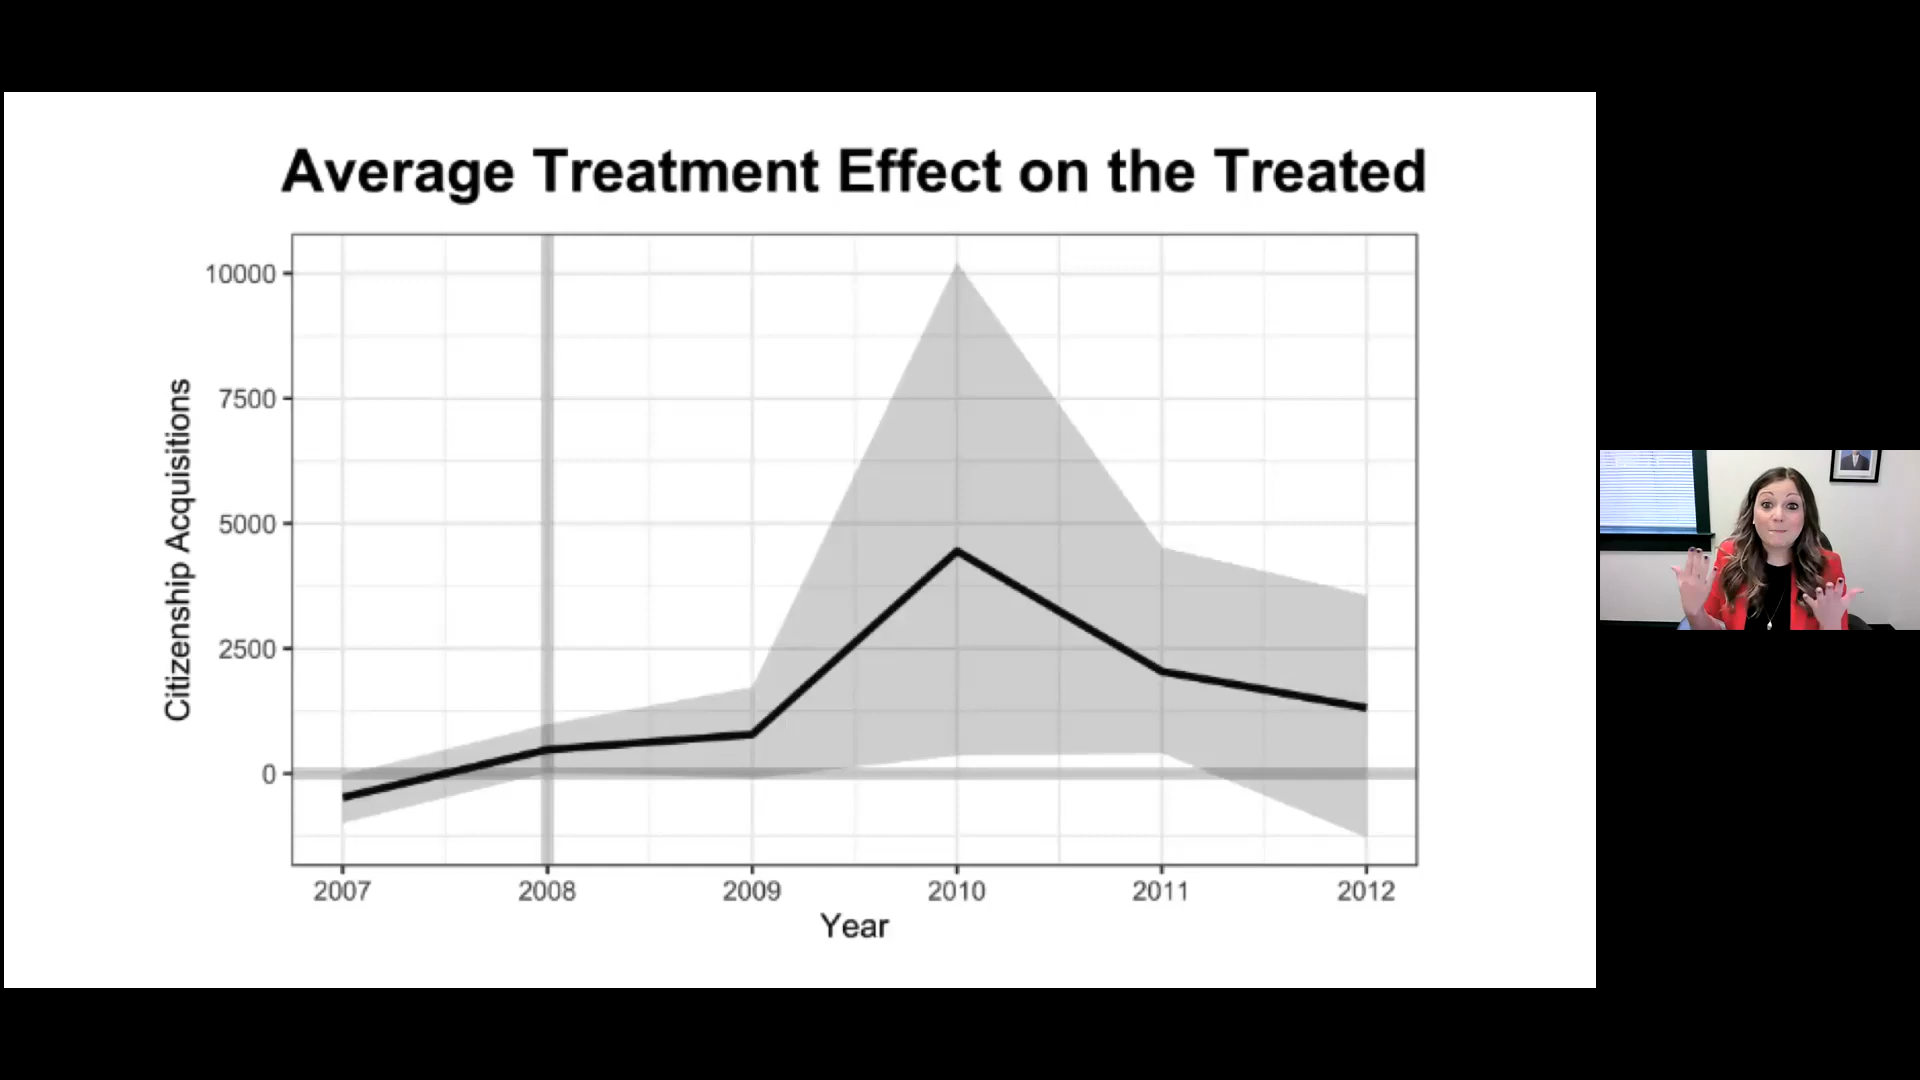 Average Treatment Effect on the Treated
10000
7500
5000
2500
0
Citizenship Acquisitions
2007 2008 2009 2010 2011 2012
Year